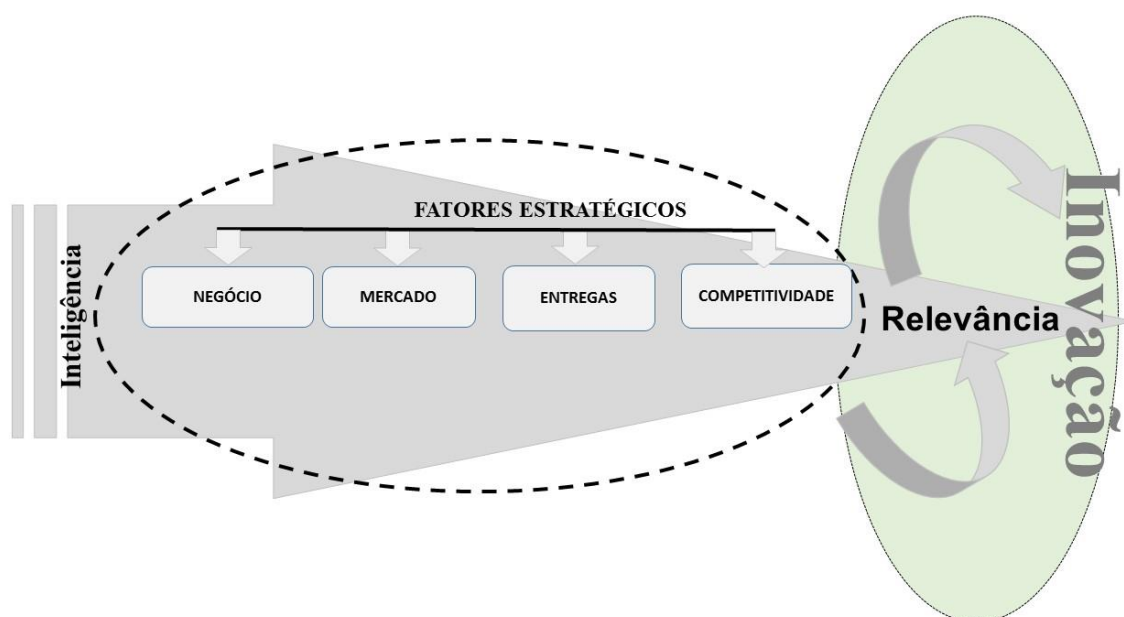 Inteligência
FATORES ESTRATÉGICOS
NEGÓCIO
MERCADO
ENTREGAS
COMPETITIVIDADE
Relevância
Inovação